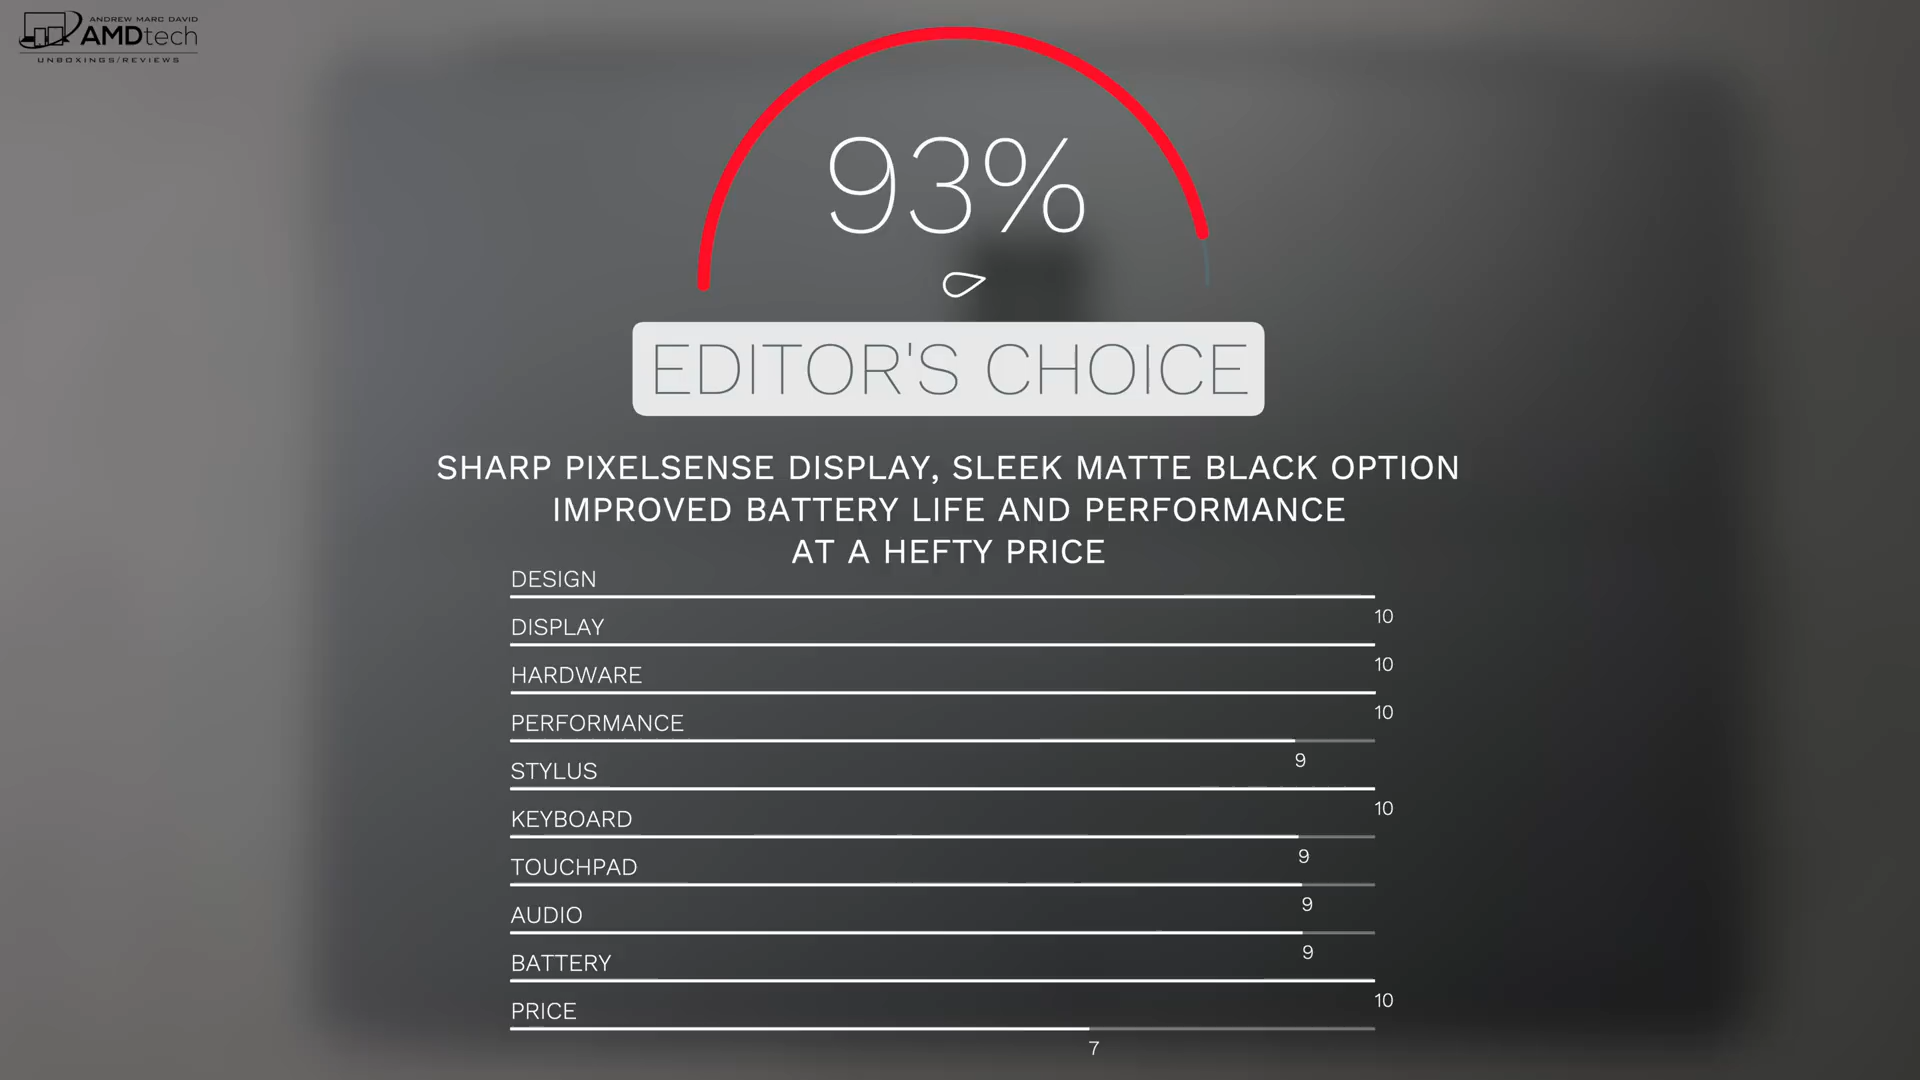 ANDREW MARC DAVID
AMDtech
UNBOXINGS/REVIEWS
93%
EDITOR'S CHOICE
SHARP PIXELSENSE DISPLAY, SLEEK MATTE BLACK OPTION
IMPROVED BATTERY LIFE AND PERFORMANCE
AT A HEFTY PRICE
DESIGN
10
DISPLAY
10
HARDWARE
10
PERFORMANCE
9
STYLUS
10
KEYBOARD
9
TOUCHPAD
9
AUDIO
9
BATTERY
10
PRICE
7